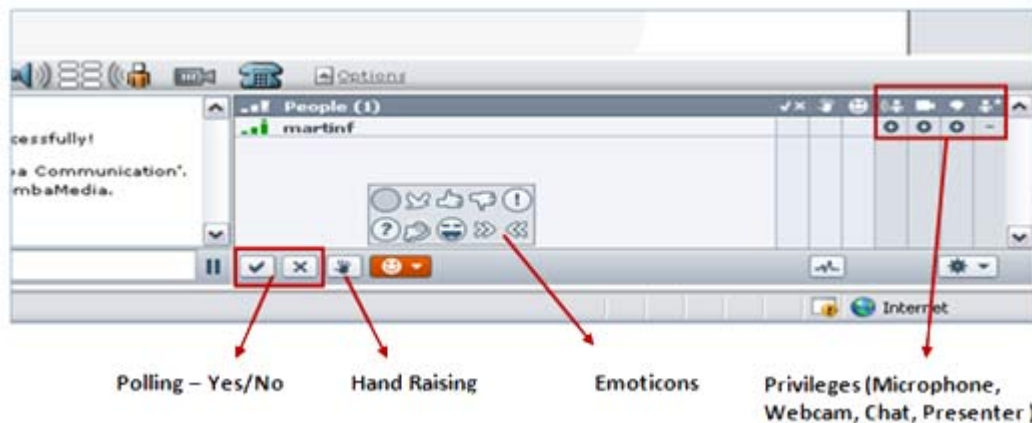 Options
People (1)
martinf
cessfully!
a Communication'.
mbaMedia.
Internet
Polling – Yes/No
Hand Raising
Emoticons
Privileges (Microphone,
Webcam, Chat, Presenter )